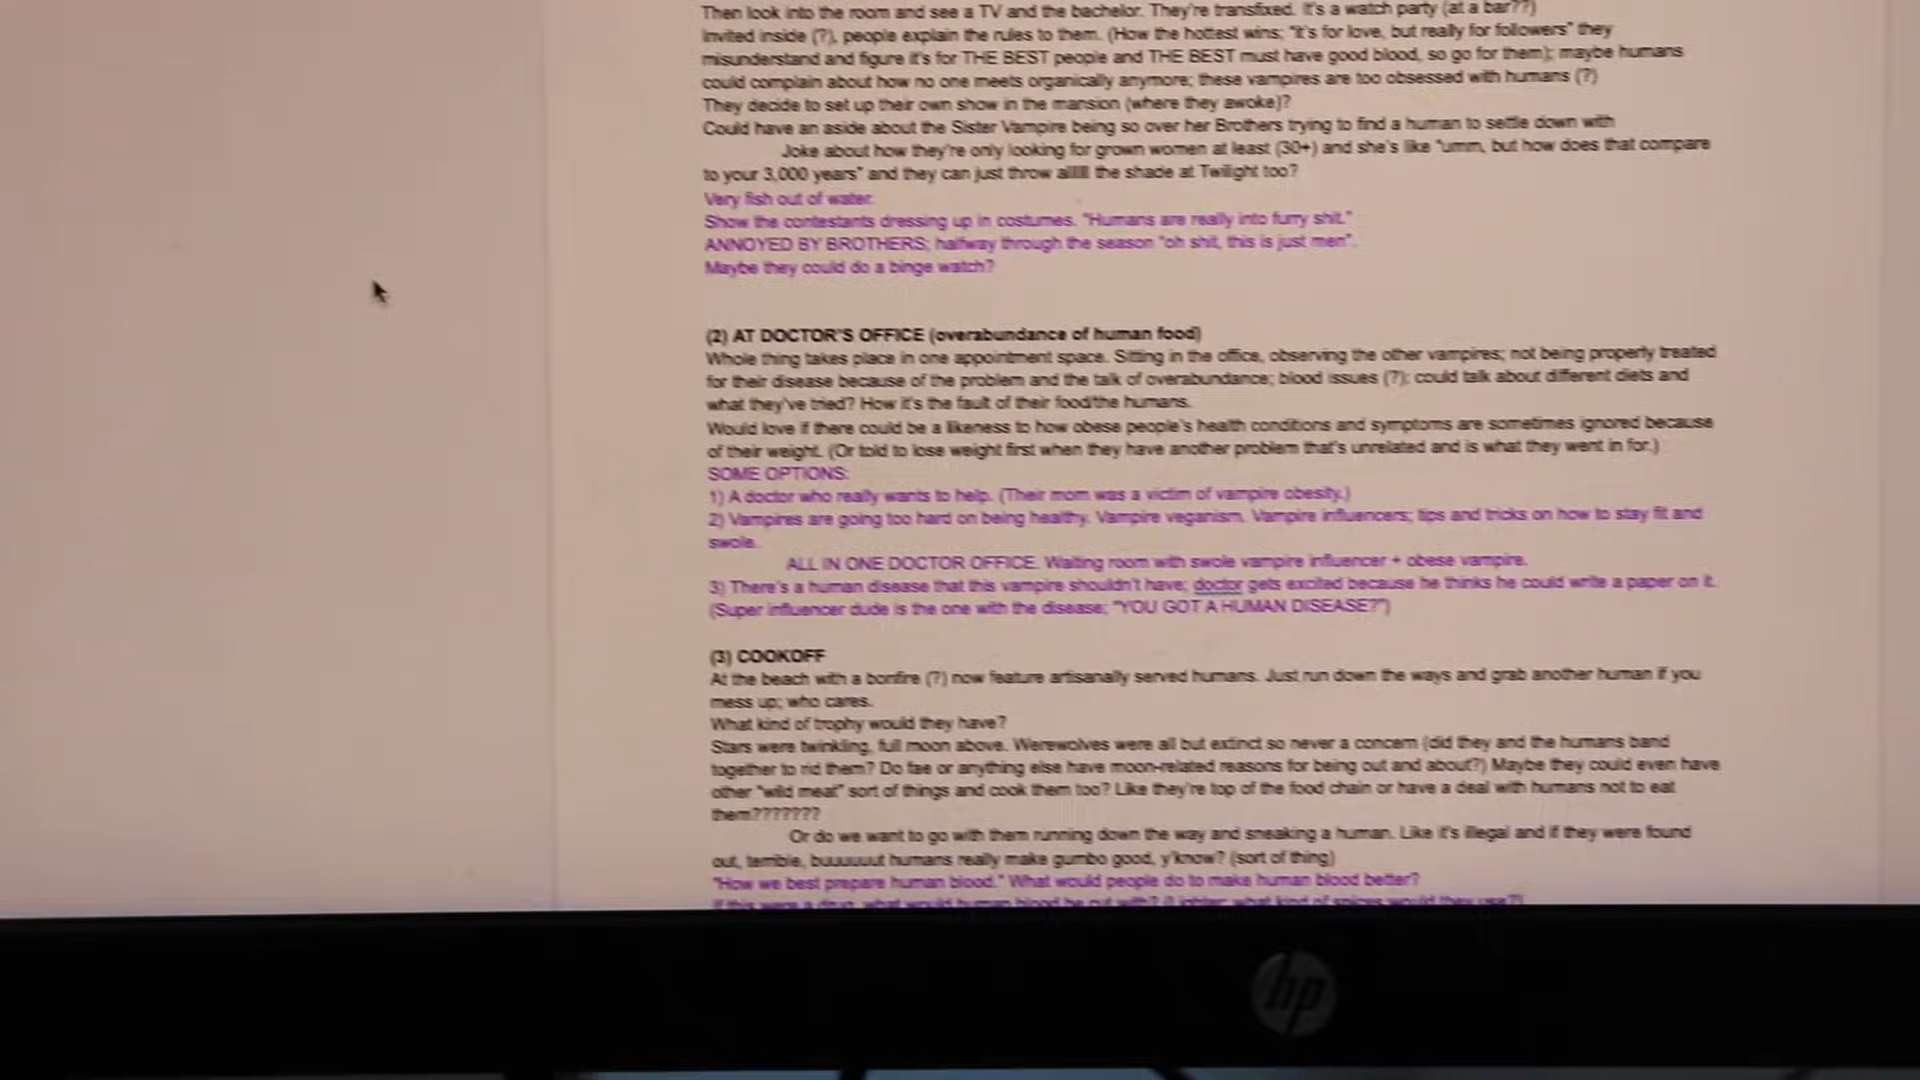 Then look into the room and see a TV and the bachelor. They're transfixed. It's a watch party (at a bar??)
Invited inside (?), people explain the rules to them. (How the hottest wins; "it's for love, but really for followers" they
misunderstand and figure it's for THE BEST people and THE BEST must have good blood, so go for them); maybe humans
could complain about how no one meets organically anymore; these vampires are too obsessed with humans (?)
They decide to set up their own show in the mansion (where they awoke)?
Could have an aside about the Sister Vampire being so over her Brothers trying to find a human to settle down with
Joke about how they're only looking for grown women at least (30+) and she's like "umm, but how does that compare
to your 3,000 years" and they can just throw allllll the shade at Twilight too?
Very fish out of water.
Show the contestants dressing up in costumes. "Humans are really into furry shit."
ANNOYED BY BROTHERS; halfway through the season "oh shit, this is just men".
Maybe they could do a binge watch?
(2) AT DOCTOR'S OFFICE (overabundance of human food)
Whole thing takes place in one appointment space. Sitting in the office, observing the other vampires; not being properly treated
for their disease because of the problem and the talk of overabundance; blood issues (?); could talk about different diets and
what they've tried? How it's the fault of their food/the humans.
Would love if there could be a likeness to how obese people's health conditions and symptoms are sometimes ignored because
of their weight. (Or told to lose weight first when they have another problem that's unrelated and is what they went in for.)
SOME OPTIONS:
1) A doctor who really wants to help. (Their mom was a victim of vampire obesity.)
2) Vampires are going too hard on being healthy. Vampire veganism. Vampire influencers; tips and tricks on how to stay fit and
swole.
ALL IN ONE DOCTOR OFFICE. Waiting room with swole vampire influencer + obese vampire.
3) There's a human disease that this vampire shouldn't have; doctor gets excited because he thinks he could write a paper on it.
(Super influencer dude is the one with the disease; "YOU GOT A HUMAN DISEASE?")
(3) COOKOFF
At the beach with a bonfire (?) now feature artisanally served humans. Just run down the ways and grab another human if you
mess up; who cares.
What kind of trophy would they have?
Stars were twinkling, full moon above. Werewolves were all but extinct so never a concern (did they and the humans band
together to rid them? Do fae or anything else have moon-related reasons for being out and about?) Maybe they could even have
other "wild meat" sort of things and cook them too? Like they're top of the food chain or have a deal with humans not to eat
them???????
Or do we want to go with them running down the way and sneaking a human. Like it's illegal and if they were found
out, terrible, buuuuuut humans really make gumbo good, y'know? (sort of thing)
"How we best prepare human blood." What would people do to make human blood better?
If this were a drug, what would human blood be cut with? (Lighter: what kind of spices would they use?)
hp